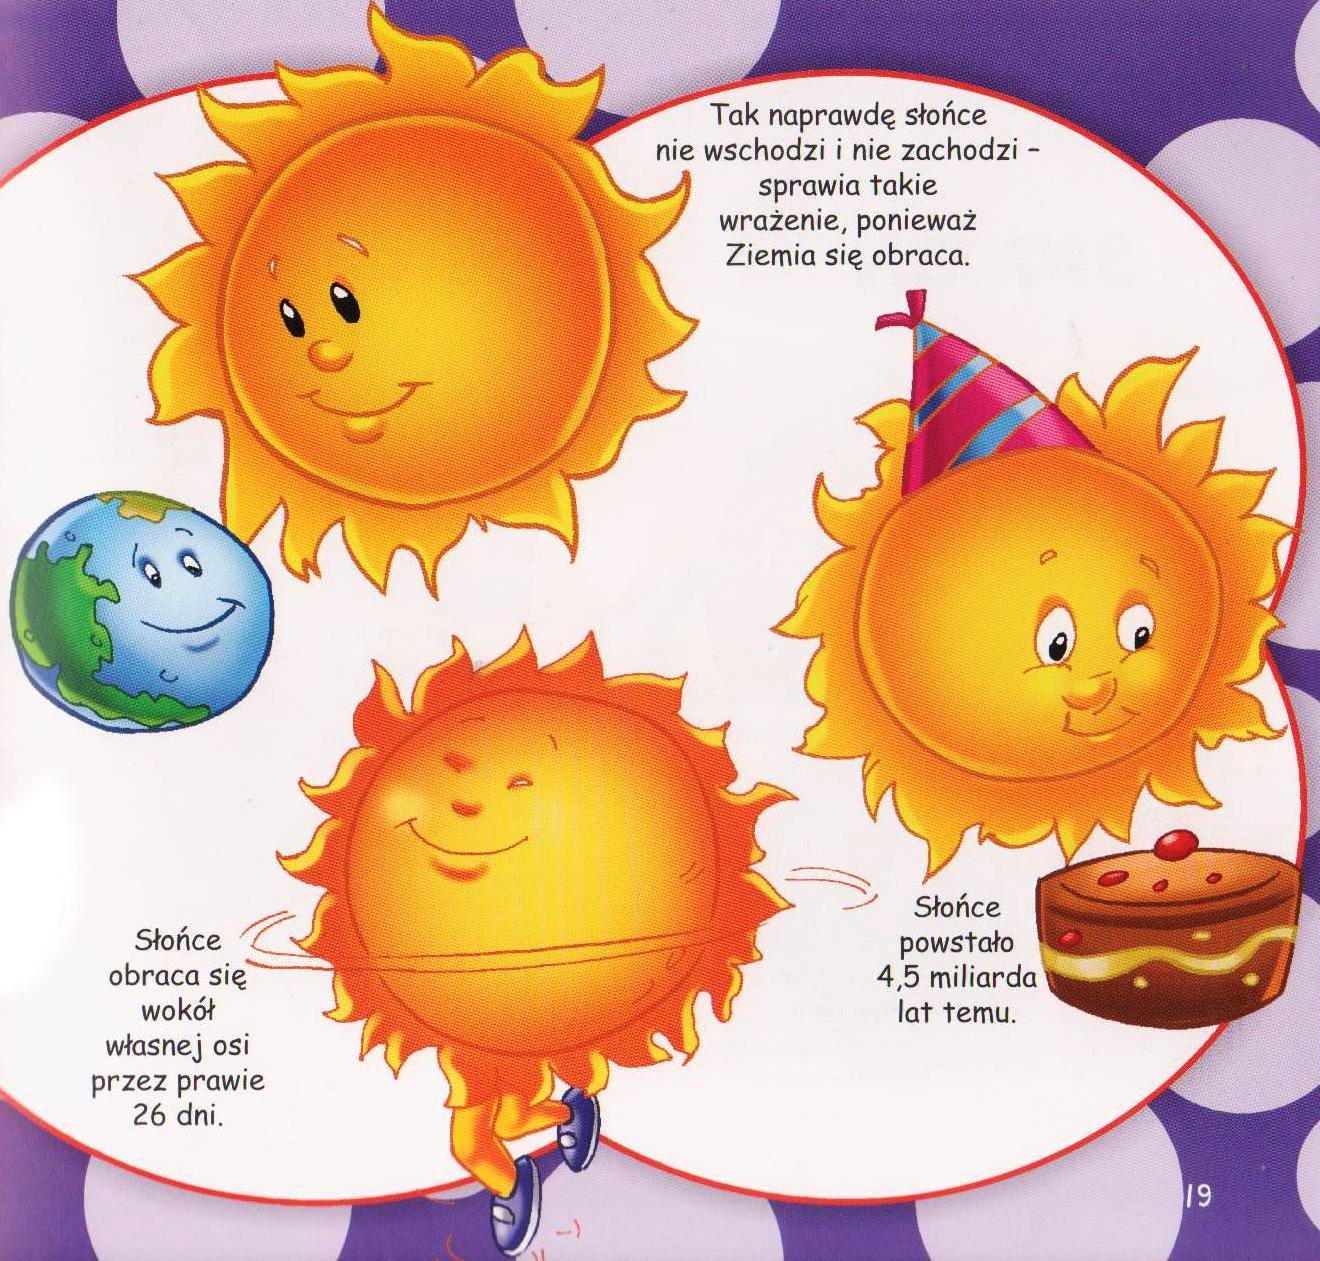 Tak naprawdę słońce
nie wschodzi i nie zachodzi –
sprawia takie
wrażenie, ponieważ
Ziemia się obraca.
Słońce
obraca się
wokół
własnej osi
przez prawie
26 dni.
Słońce
powstało
4,5 miliarda
lat temu.
19